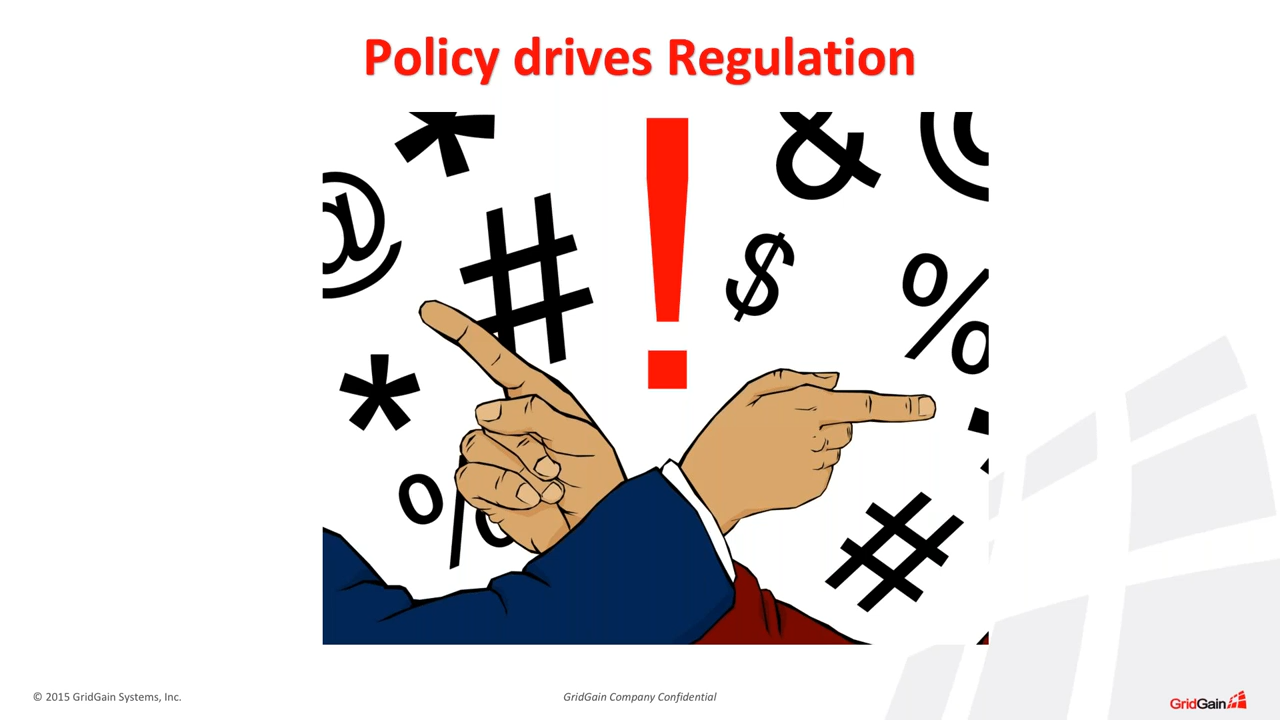 Policy drives Regulation
* & @
@ # ! $ %
*
% #
© 2015 GridGain Systems, Inc.
GridGain Company Confidential
GridGain